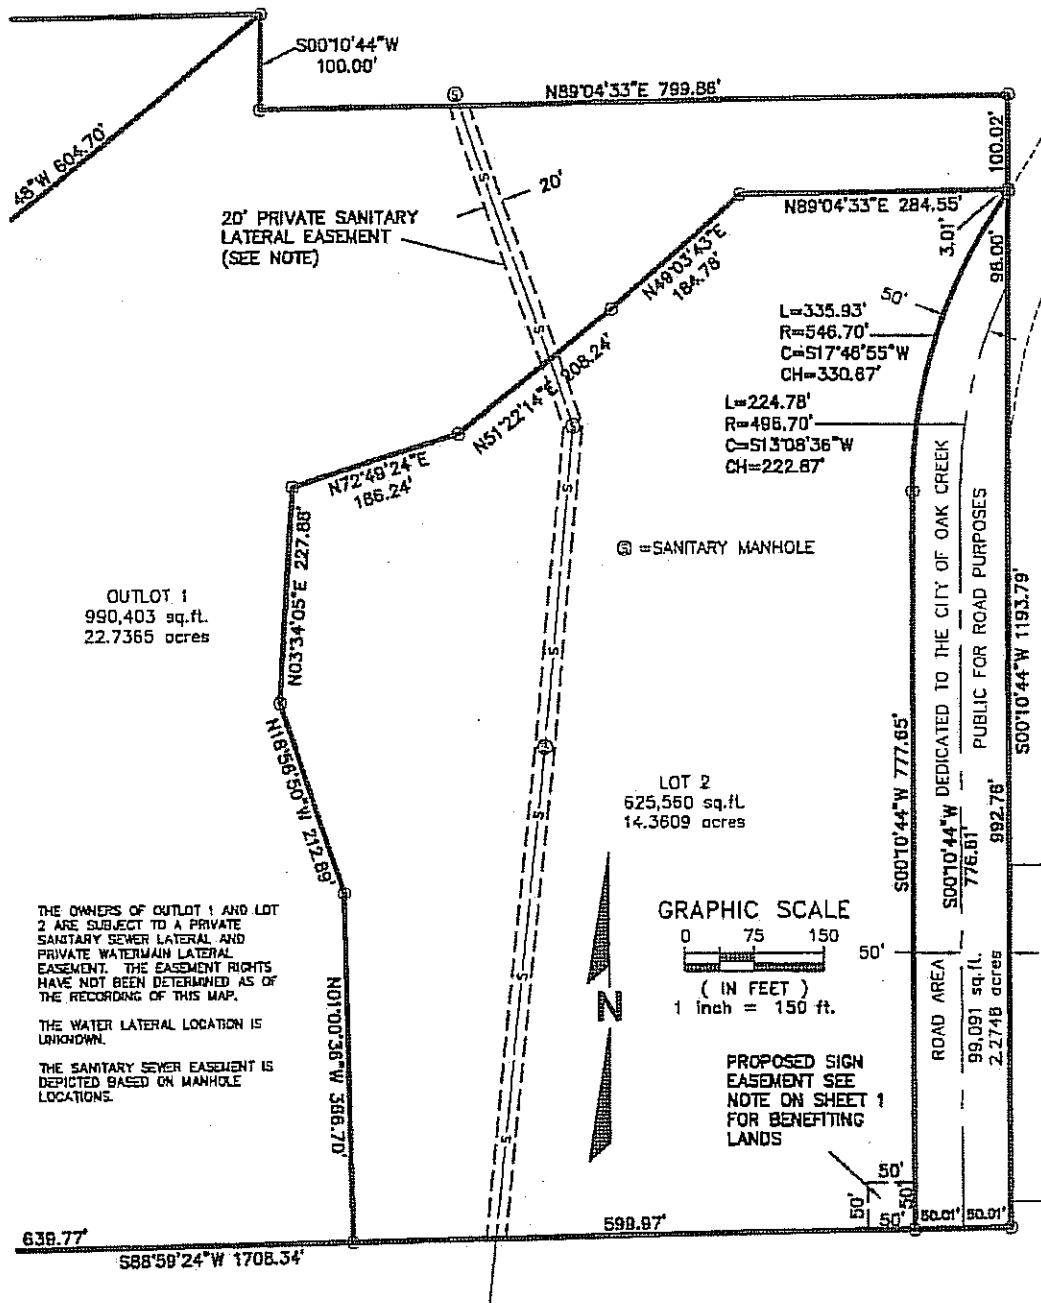 S00°10'44"W
100.00'
N89°04'33"E 799.88'
48"W 604.70'
100.02'
20'
20' PRIVATE SANITARY
LATERAL EASEMENT
(SEE NOTE)
N89°04'33"E 284.55'
3.01'
98.00'
N49°03'43"E
184.78'
50'
L=335.93'
R=546.70'
C=S17°46'55"W
CH=330.67'
N51°22'14"E 208.24'
L=224.78'
R=496.70'
C=S13°08'36"W
CH=222.87'
N72°49'24"E
166.24'
S =SANITARY MANHOLE
N03°34'05"E 227.88'
OUTLOT 1
990,403 sq.ft.
22.7365 acres
N18°56'50"W 212.89'
LOT 2
625,560 sq.ft.
14.3609 acres
S00°10'44"W 777.65'
S00°10'44"W DEDICATED TO THE CITY OF OAK CREEK
776.81'
PUBLIC FOR ROAD PURPOSES
992.76'
S00°10'44"W 1193.79'
THE OWNERS OF OUTLOT 1 AND LOT
2 ARE SUBJECT TO A PRIVATE
SANITARY SEWER LATERAL AND
PRIVATE WATERMAIN LATERAL
EASEMENT. THE EASEMENT RIGHTS
HAVE NOT BEEN DETERMINED AS OF
THE RECORDING OF THIS MAP.
THE WATER LATERAL LOCATION IS
UNKNOWN.
THE SANITARY SEWER EASEMENT IS
DEPICTED BASED ON MANHOLE
LOCATIONS.
N01°00'36"W 366.70'
GRAPHIC SCALE
0 75 150
( IN FEET )
1 inch = 150 ft.
N
50'
ROAD AREA
99,091 sq.ft.
2.2748 acres
PROPOSED SIGN
EASEMENT SEE
NOTE ON SHEET 1
FOR BENEFITING
LANDS
50'
50'
50'
50'
50.01'
50.01'
639.77'
599.97'
S88°59'24"W 1708.34'